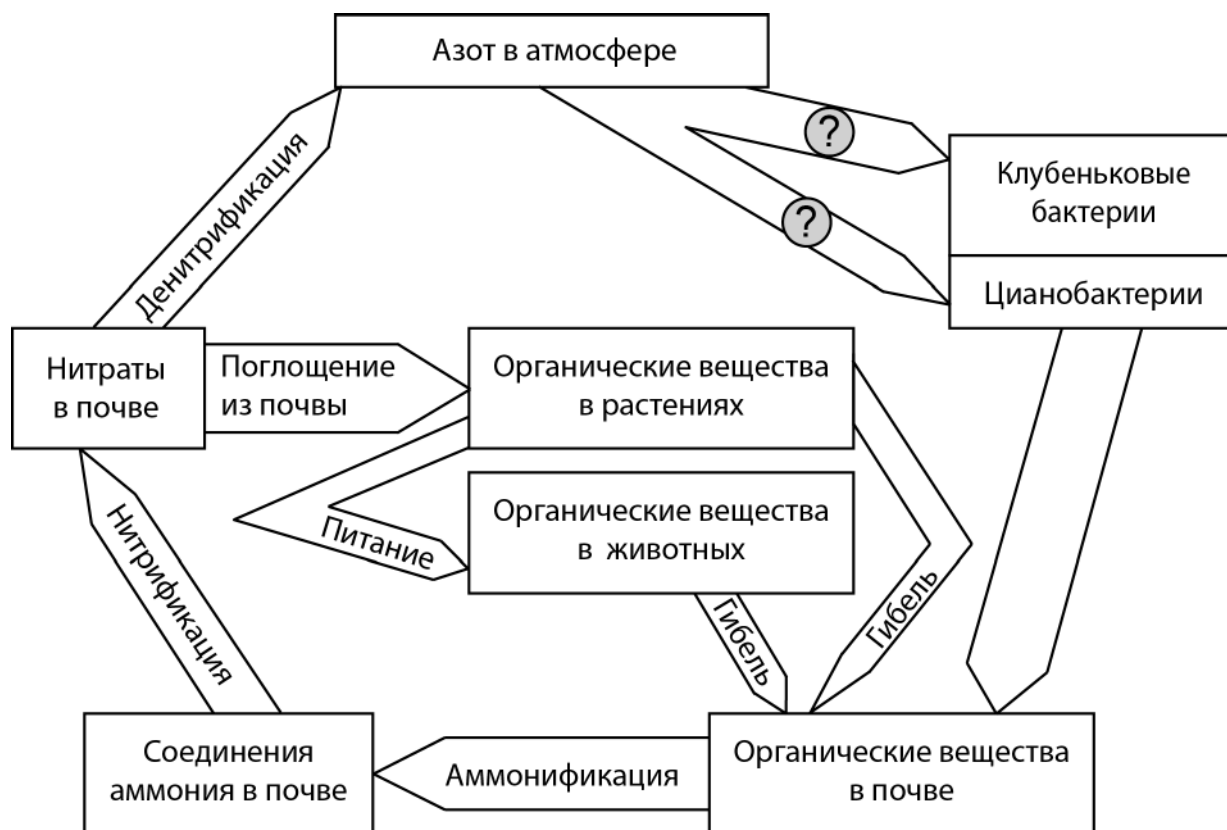 Азот в атмосфере
?
?
Клубеньковые
бактерии
Цианобактерии
Денитрификация
Нитраты
в почве
Поглощение
из почвы
Органические вещества
в растениях
Питание
Органические вещества
в животных
Гибель
Гибель
Нитрификация
Соединения
аммония в почве
Аммонификация
Органические вещества
в почве